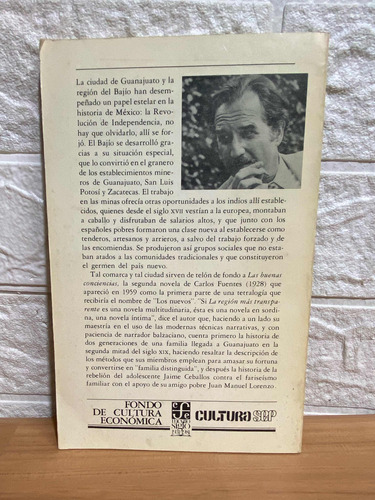 La ciudad de Guanajuato y la
región del Bajío han desem-
peñado un papel estelar en la
historia de México: la Revo-
lución de Independencia, no
hay que olvidarlo, allí se for-
jó. El Bajío se desarrolló gra-
cias a su situación especial,
que lo convirtió en el granero
de los establecimientos mine-
ros de Guanajuato, San Luis
Potosí y Zacatecas. El trabajo
en las minas ofrecía otras oportunidades a los indios allí estable-
cidos, quienes desde el siglo XVII vestían a la europea, montaban
a caballo y disfrutaban de salarios altos, y que junto con los
españoles pobres formaron una clase nueva al establecerse como
tenderos, artesanos y arrieros, a salvo del trabajo forzado y de
las encomiendas. Se produjeron así grupos sociales que no esta-
ban atados a las comunidades tradicionales y que constituyeron
el germen del país nuevo.
Tal comarca y tal ciudad sirven de telón de fondo a Las buenas
conciencias, la segunda novela de Carlos Fuentes (1928) que
apareció en 1959 como la primera parte de una tetralogía que
recibiría el nombre de "Los nuevos". "Si La región más transpa-
rente es una novela multitudinaria, ésta es una novela en sordi-
na, una novela íntima", dice el autor que, haciendo a un lado su
maestría en el uso de las modernas técnicas narrativas, y con
paciencia de narrador balzaciano, cuenta primero la historia de
dos generaciones de una familia llegada a Guanajuato en la
segunda mitad del siglo XIX, haciendo resaltar la descripción de
los métodos que sus miembros emplean para amasar su fortuna
y convertirse en "familia distinguida", y después la historia de la
rebelión del adolescente Jaime Ceballos contra el fariseísmo
familiar con el apoyo de su amigo pobre Juan Manuel Lorenzo.
FONDO
DE CULTURA
ECONÓMICA
CULTURA SEP